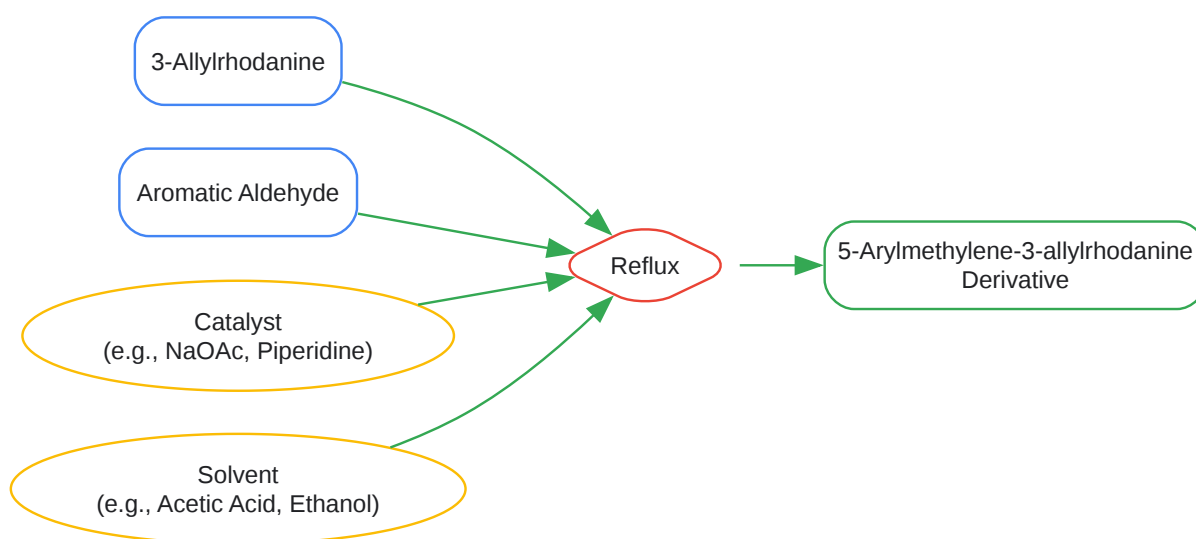 3-Allylrhodanine
Aromatic Aldehyde
Catalyst
(e.g., NaOAc, Piperidine)
Solvent
(e.g., Acetic Acid, Ethanol)
Reflux
5-Arylmethylene-3-allylrhodanine
Derivative